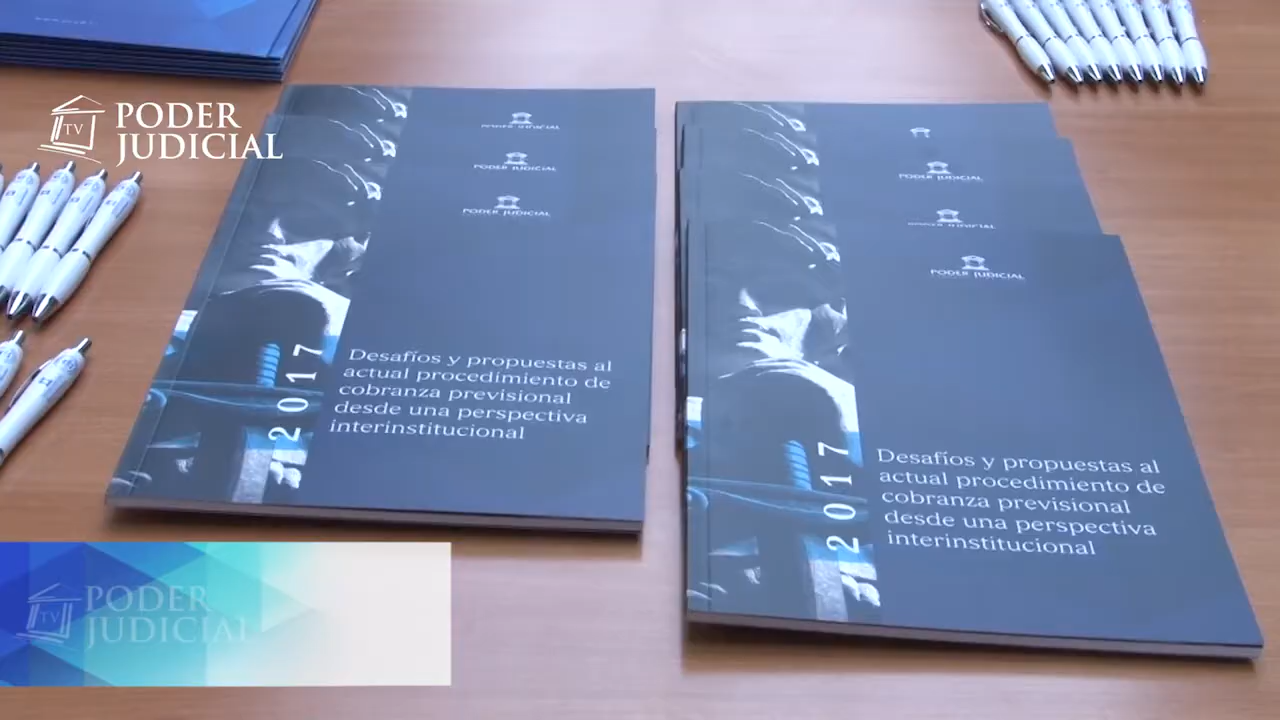 TV
PODER
JUDICIAL
PODER JUDICIAL
PODER JUDICIAL
PODER JUDICIAL
2017
Desafíos y propuestas al
actual procedimiento de
cobranza previsional
desde una perspectiva
interinstitucional
PODER JUDICIAL
PODER JUDICIAL
PODER JUDICIAL
2017
Desafíos y propuestas al
actual procedimiento de
cobranza previsional
desde una perspectiva
interinstitucional
TV
PODER
JUDICIAL